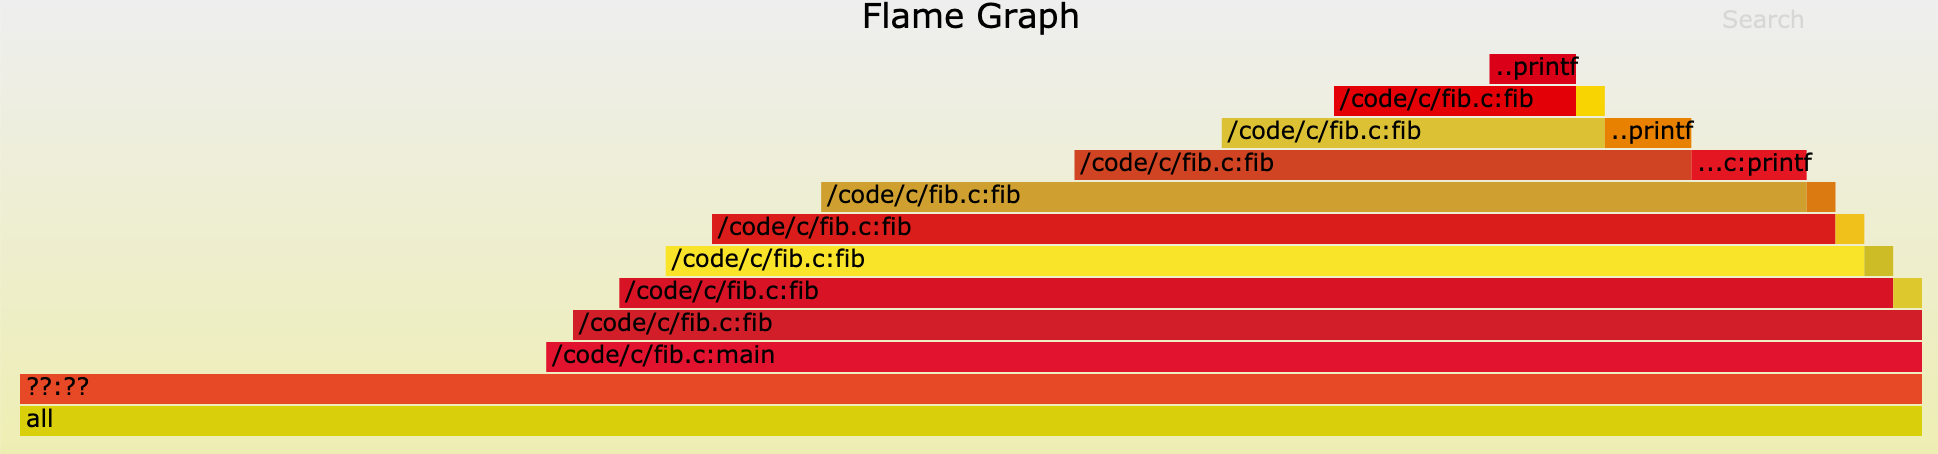 Flame Graph
Search
..printf
/code/c/fib.c:fib
/code/c/fib.c:fib ..printf
/code/c/fib.c:fib ...c:printf
/code/c/fib.c:fib
/code/c/fib.c:fib
/code/c/fib.c:fib
/code/c/fib.c:fib
/code/c/fib.c:fib
/code/c/fib.c:main
??:??
all